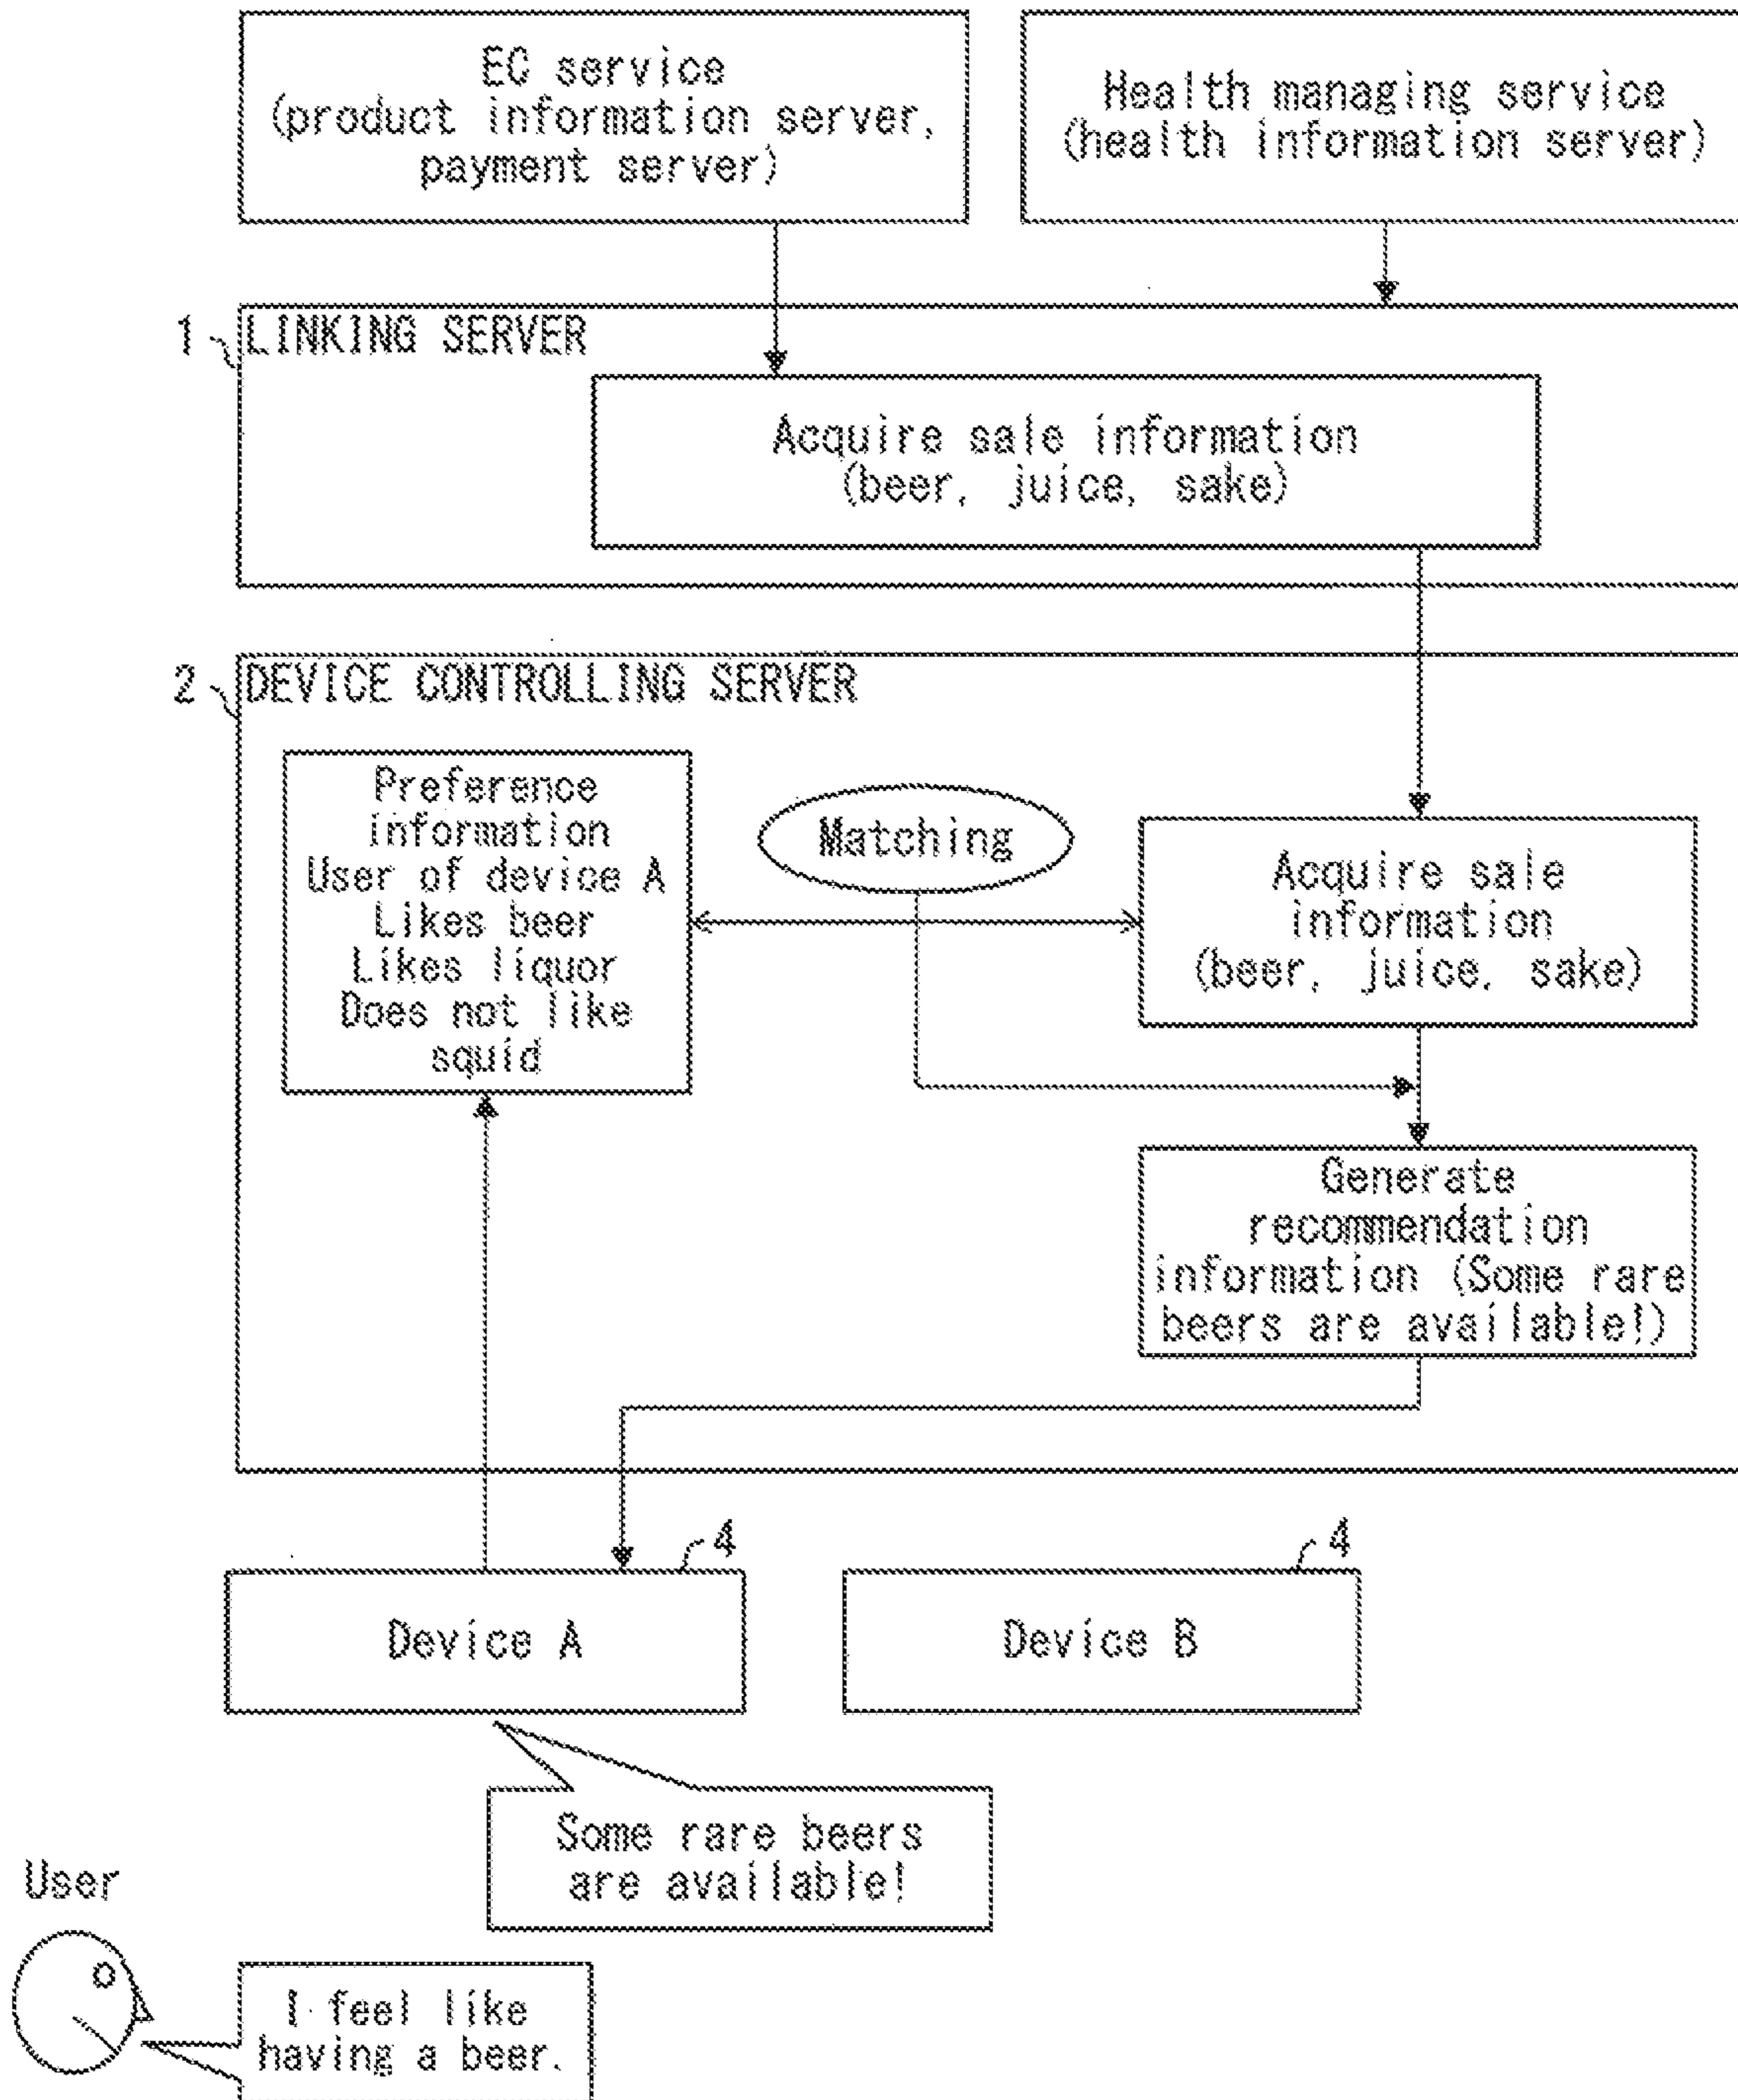 EC service
(product information server,
payment server)
Health managing service
(health information server)
1
LINKING SERVER
Acquire sale information
(beer, juice, sake)
2
DEVICE CONTROLLING SERVER
Preference
information
User of device A
Likes beer
Likes liquor
Does not like
squid
Matching
Acquire sale
information
(beer, juice, sake)
Generate
recommendation
information (Some rare
beers are available!)
4
4
Device A
Device B
Some rare beers
are available!
User
I feel like
having a beer.